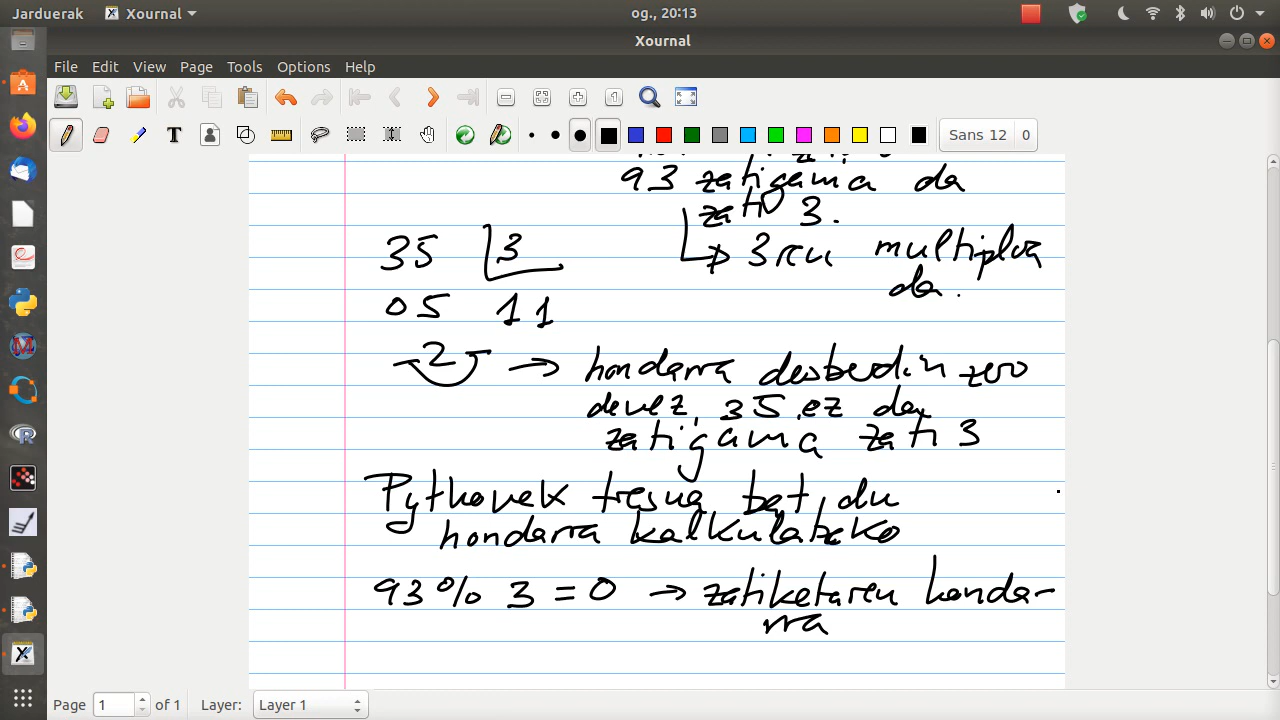 Jarduerak Xournal og., 20:13
Xournal
File Edit View Page Tools Options Help
Sans 12 0
93 zatigarria da
zati 3.
35 3 → 3ren multiploa
da.
05 11
2 → hondarra desberdin zero
denez, 35 ez da
zatigarria zati 3
Pythonek tresna bat du
hondarra kalkulatzeko
93 % 3 = 0 → zatiketaren hondar-
rra
Page 1 of 1 Layer: Layer 1